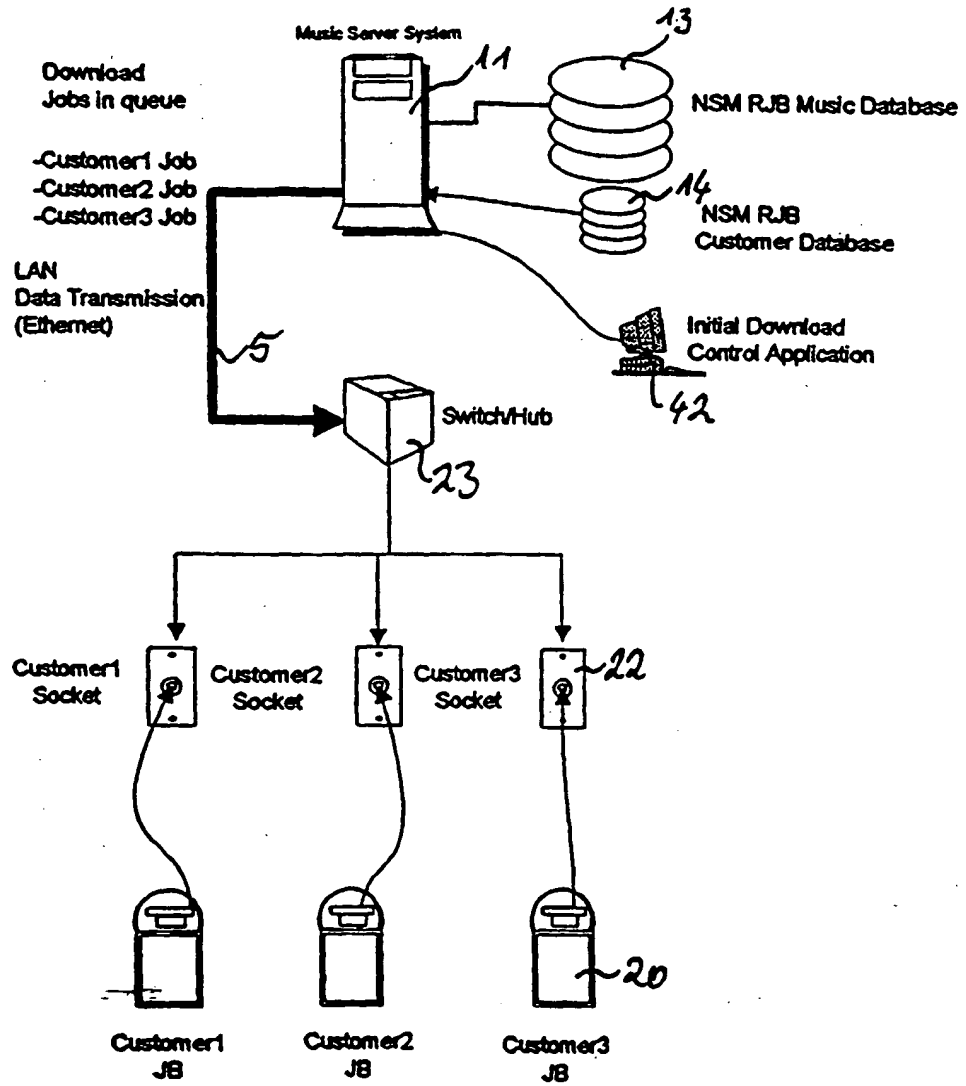 Music Server System
11
13
Download
Jobs in queue
NSM RJB Music Database
-Customer1 Job
-Customer2 Job
-Customer3 Job
14
NSM RJB
Customer Database
LAN
Data Transmission
(Ethernet)
5
Initial Download
Control Application
42
Switch/Hub
23
Customer1
Socket
Customer2
Socket
Customer3
Socket
22
20
Customer1
JB
Customer2
JB
Customer3
JB